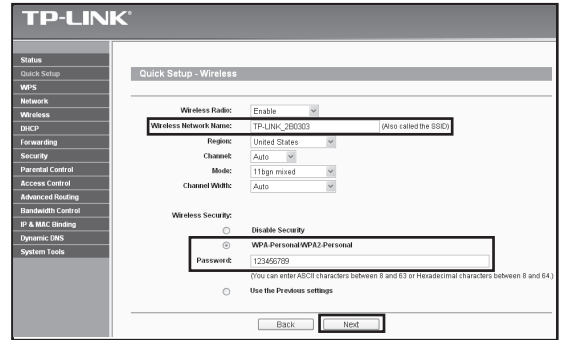 TP-LINK®
Status
Quick Setup
WPS
Network
Wireless
DHCP
Forwarding
Security
Parental Control
Access Control
Advanced Routing
Bandwidth Control
IP & MAC Binding
Dynamic DNS
System Tools
Quick Setup - Wireless
Wireless Radio: Enable
Wireless Network Name: TP-LINK_2B0303 (Also called the SSID)
Region: United States
Channel: Auto
Mode: 11bgn mixed
Channel Width: Auto
Wireless Security:
Disable Security
WPA-Personal/WPA2-Personal
Password: 123456789
(You can enter ASCII characters between 8 and 63 or Hexadecimal characters between 8 and 64.)
Use the Previous settings
Back Next